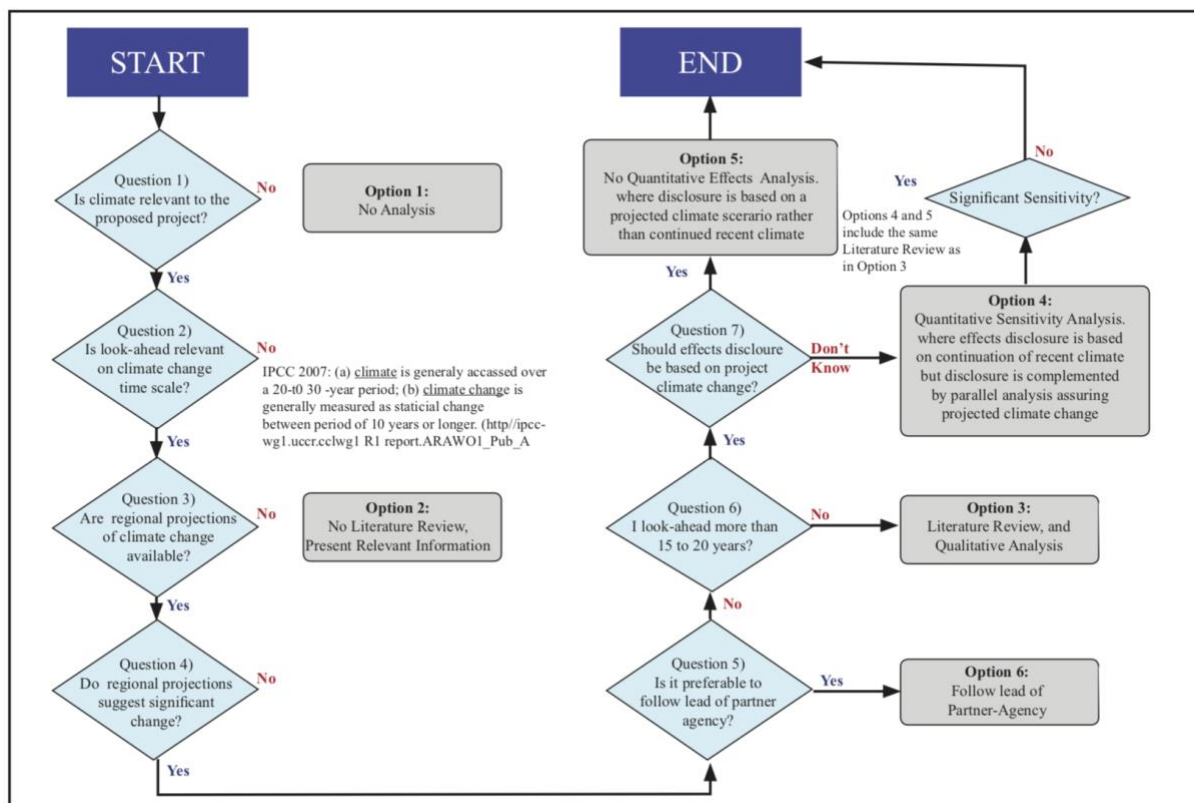 START
Question 1)
Is climate relevant to the
proposed project?
No
Option 1:
No Analysis
Yes
Question 2)
Is look-ahead relevant
on climate change
time scale?
No
IPCC 2007: (a) climate is generaly accassed over
a 20-t0 30 -year period; (b) climate change is
generally measured as staticial change
between period of 10 years or longer. (http//ipcc-
wg1.uccr.cclwg1 R1 report.ARAWO1_Pub_A
Yes
Question 3)
Are regional projections
of climate change
available?
No
Option 2:
No Literature Review,
Present Relevant Information
Yes
Question 4)
Do regional projections
suggest significant
change?
No
Yes
END
Option 5:
No Quantitative Effects Analysis.
where disclosure is based on a
projected climate scerario rather
than continued recent climate
Yes
Options 4 and 5
include the same
Literature Review as
in Option 3
No
Significant Sensitivity?
Yes
Question 7)
Should effects discloure
be based on project
climate change?
Don't
Know
Option 4:
Quantitative Sensitivity Analysis.
where effects disclosure is based
on continuation of recent climate
but disclosure is complemented
by parallel analysis assuring
projected climate change
Yes
Question 6)
I look-ahead more than
15 to 20 years?
No
Option 3:
Literature Review, and
Qualitative Analysis
No
Question 5)
Is it preferable to
follow lead of partner
agency?
Yes
Option 6:
Follow lead of
Partner-Agency